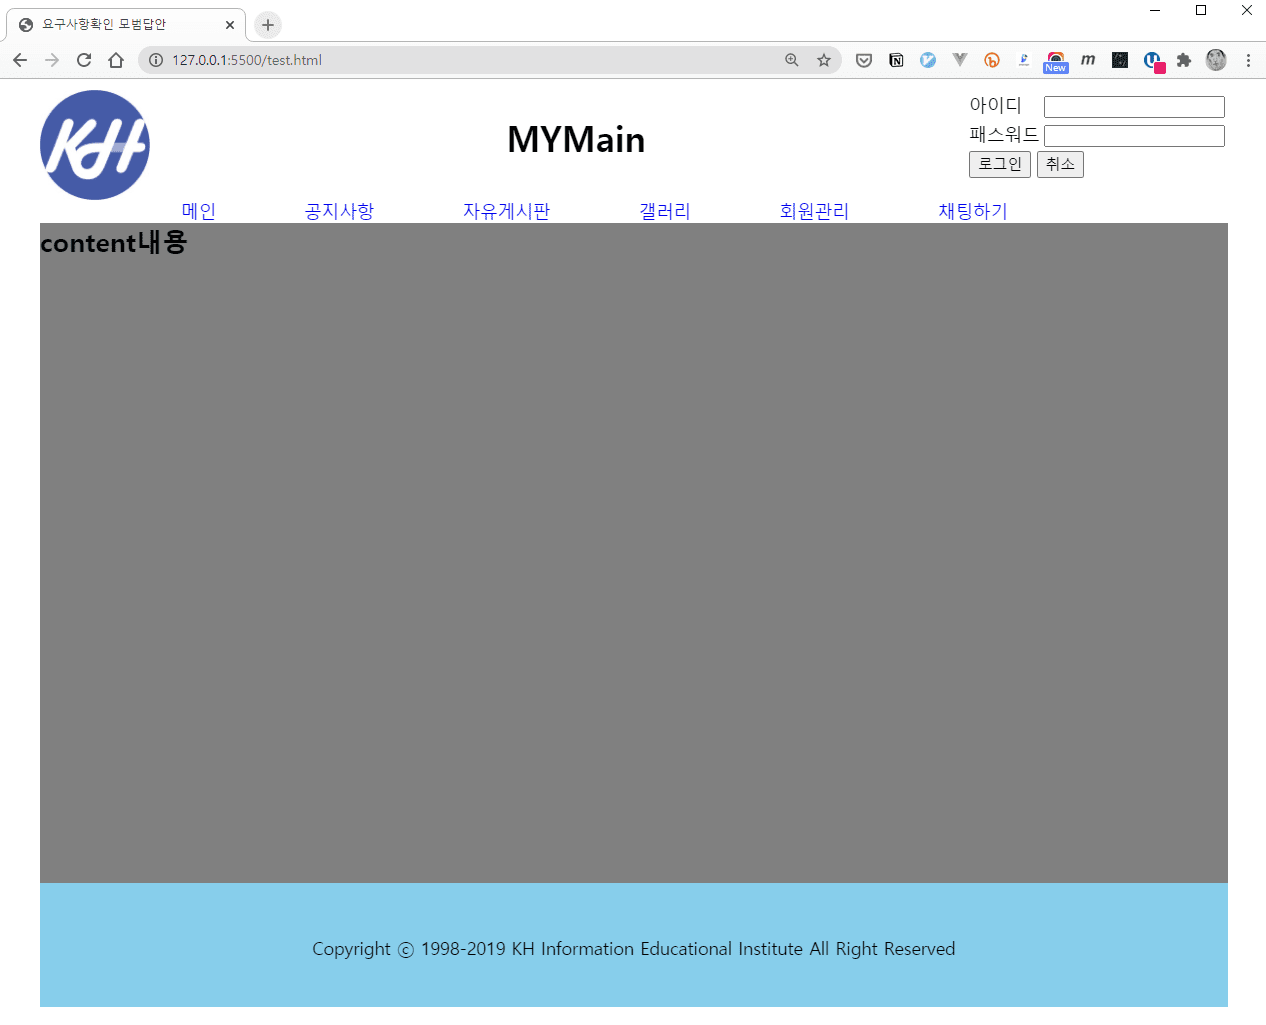 요구사항확인 모범답안
127.0.0.1:5500/test.html
New
KH
MYMain
아이디
패스워드
로그인 취소
메인 공지사항 자유게시판 갤러리 회원관리 채팅하기
content내용
Copyright ⓒ 1998-2019 KH Information Educational Institute All Right Reserved